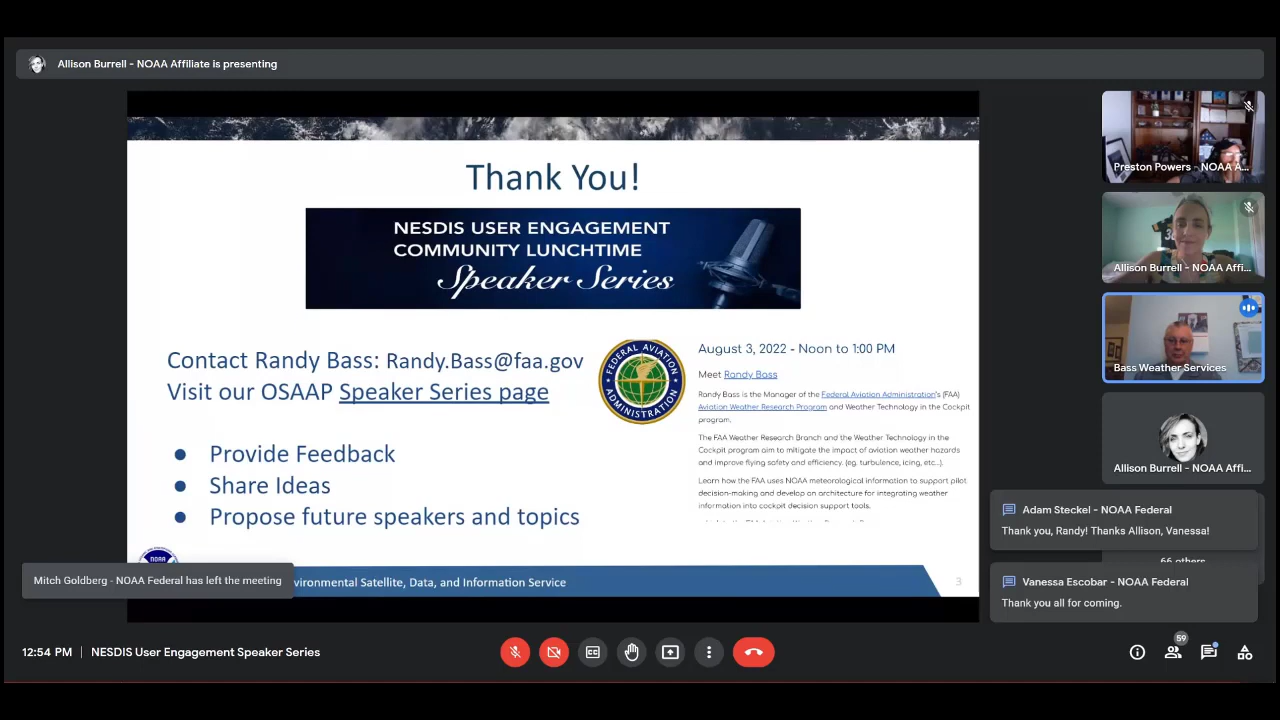 Allison Burrell - NOAA Affiliate is presenting
Thank You!
NESDIS USER ENGAGEMENT
COMMUNITY LUNCHTIME
Speaker Series
Contact Randy Bass: Randy.Bass@faa.gov
Visit our OSAAP Speaker Series page
● Provide Feedback
● Share Ideas
● Propose future speakers and topics
FEDERAL AVIATION
ADMINISTRATION
August 3, 2022 - Noon to 1:00 PM
Meet Randy Bass
Randy Bass is the Manager of the Federal Aviation Administration's (FAA)
Aviation Weather Research Program and Weather Technology in the Cockpit
program.
The FAA Weather Research Branch and the Weather Technology in the
Cockpit program aim to mitigate the impact of aviation weather hazards
and improve flying safety and efficiency. (eg. turbulence, icing, etc...).
Learn how the FAA uses NOAA meteorological information to support pilot
decision-making and develop an architecture for integrating weather
information into cockpit decision support tools.
NOAA
Mitch Goldberg - NOAA Federal has left the meeting
vironmental Satellite, Data, and Information Service
3
Preston Powers - NOAA A...
Allison Burrell - NOAA Affi...
Bass Weather Services
Allison Burrell - NOAA Affi...
Adam Steckel - NOAA Federal
Thank you, Randy! Thanks Allison, Vanessa!
66 others
Vanessa Escobar - NOAA Federal
Thank you all for coming.
12:54 PM | NESDIS User Engagement Speaker Series
CC
59